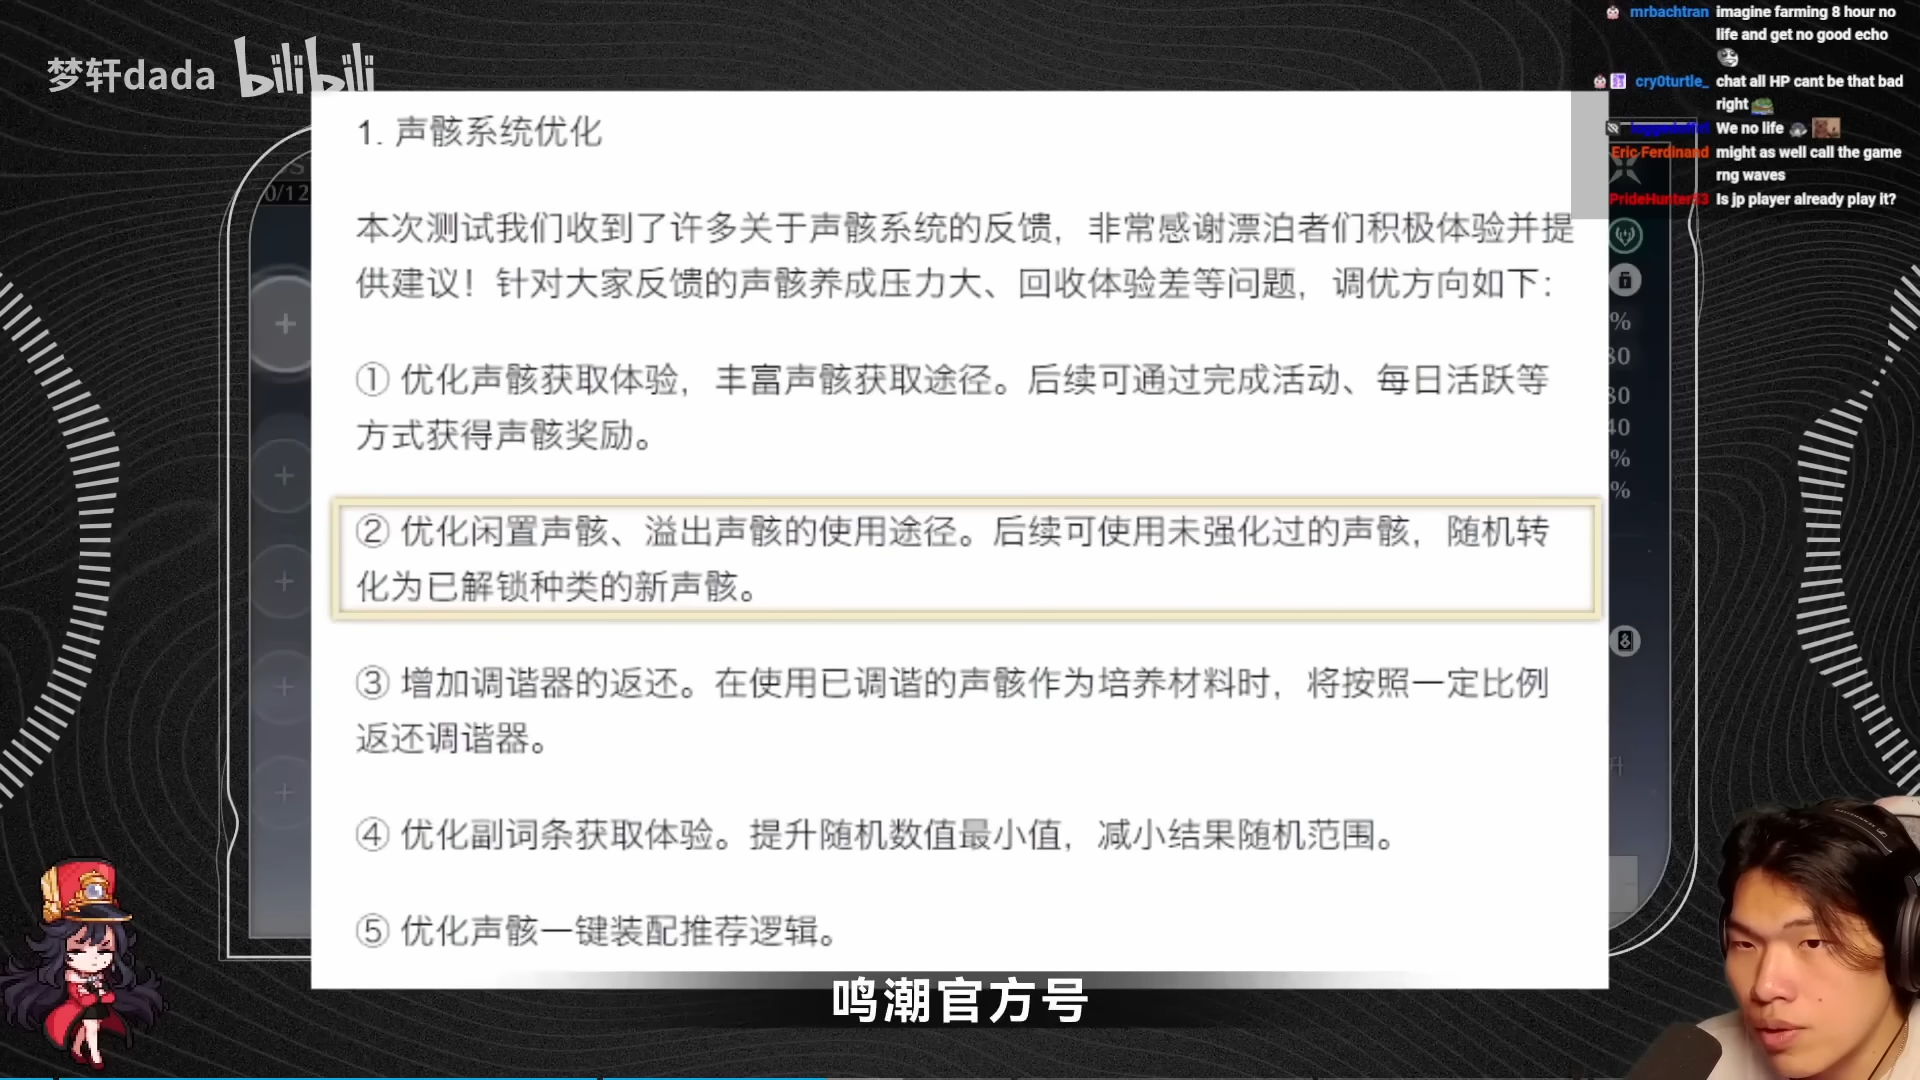 梦轩dada bilibili
1. 声骸系统优化
本次测试我们收到了许多关于声骸系统的反馈，非常感谢漂泊者们积极体验并提
供建议！针对大家反馈的声骸养成压力大、回收体验差等问题，调优方向如下：
① 优化声骸获取体验，丰富声骸获取途径。后续可通过完成活动、每日活跃等
方式获得声骸奖励。
② 优化闲置声骸、溢出声骸的使用途径。后续可使用未强化过的声骸，随机转
化为已解锁种类的新声骸。
③ 增加调谐器的返还。在使用已调谐的声骸作为培养材料时，将按照一定比例
返还调谐器。
④ 优化副词条获取体验。提升随机数值最小值，减小结果随机范围。
⑤ 优化声骸一键装配推荐逻辑。
鸣潮官方号
0/12
%
30
30
40
%
%
升
mrbachtran imagine farming 8 hour no
life and get no good echo
cry0turtle_ chat all HP cant be that bad
right
We no life
Eric Ferdinand might as well call the game
rng waves
PrideHunter53 Is jp player already play it?